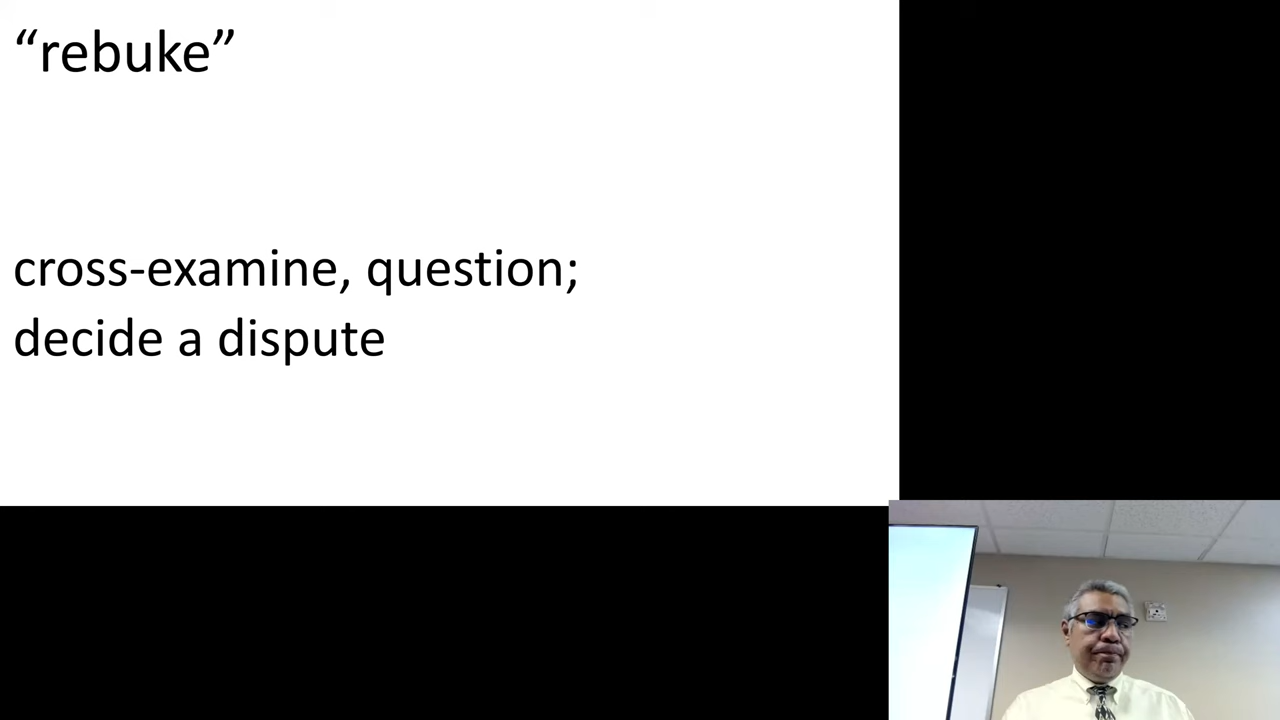 “rebuke”
cross-examine, question;
decide a dispute